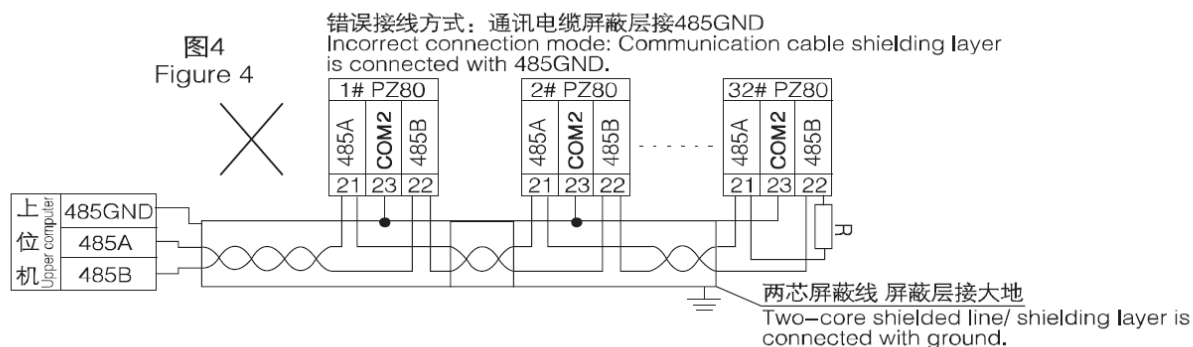 图4
Figure 4
错误接线方式：通讯电缆屏蔽层接485GND
Incorrect connection mode: Communication cable shielding layer
is connected with 485GND.
1# PZ80
485A
COM2
485B
21
23
22
2# PZ80
485A
COM2
485B
21
23
22
32# PZ80
485A
COM2
485B
21
23
22
上位机
Upper computer
485GND
485A
485B
R
两芯屏蔽线 屏蔽层接大地
Two-core shielded line/ shielding layer is
connected with ground.